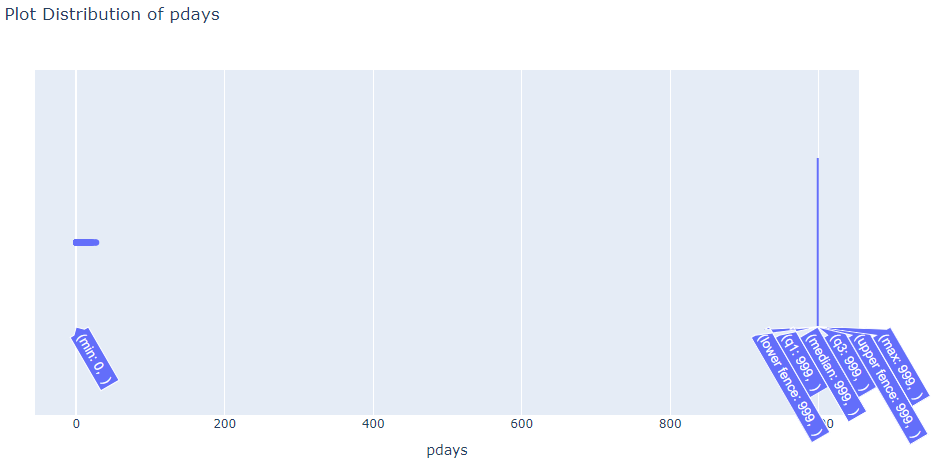 Plot Distribution of pdays
(min: 0, )
(lower fence: 999, )
(q1: 999, )
(median: 999, )
(q3: 999, )
(upper fence: 999, )
(max: 999, )
0
200
400
600
800
pdays